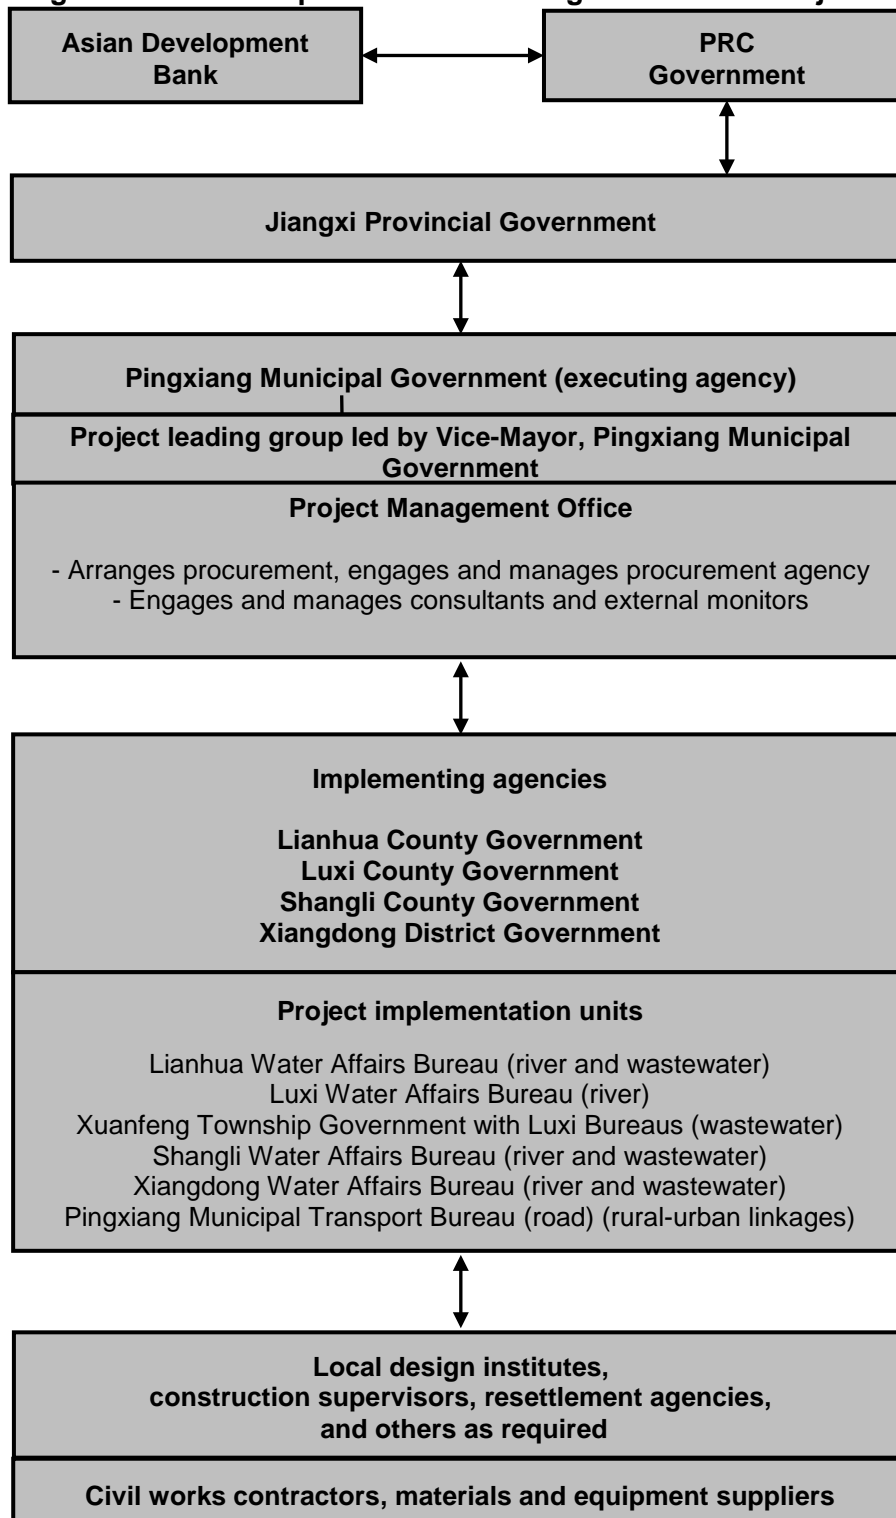 Asian Development
Bank
PRC
Government
Jiangxi Provincial Government
Pingxiang Municipal Government (executing agency)
Project leading group led by Vice-Mayor, Pingxiang Municipal
Government
Project Management Office
- Arranges procurement, engages and manages procurement agency
- Engages and manages consultants and external monitors
Implementing agencies
Lianhua County Government
Luxi County Government
Shangli County Government
Xiangdong District Government
Project implementation units
Lianhua Water Affairs Bureau (river and wastewater)
Luxi Water Affairs Bureau (river)
Xuanfeng Township Government with Luxi Bureaus (wastewater)
Shangli Water Affairs Bureau (river and wastewater)
Xiangdong Water Affairs Bureau (river and wastewater)
Pingxiang Municipal Transport Bureau (road) (rural-urban linkages)
Local design institutes,
construction supervisors, resettlement agencies,
and others as required
Civil works contractors, materials and equipment suppliers